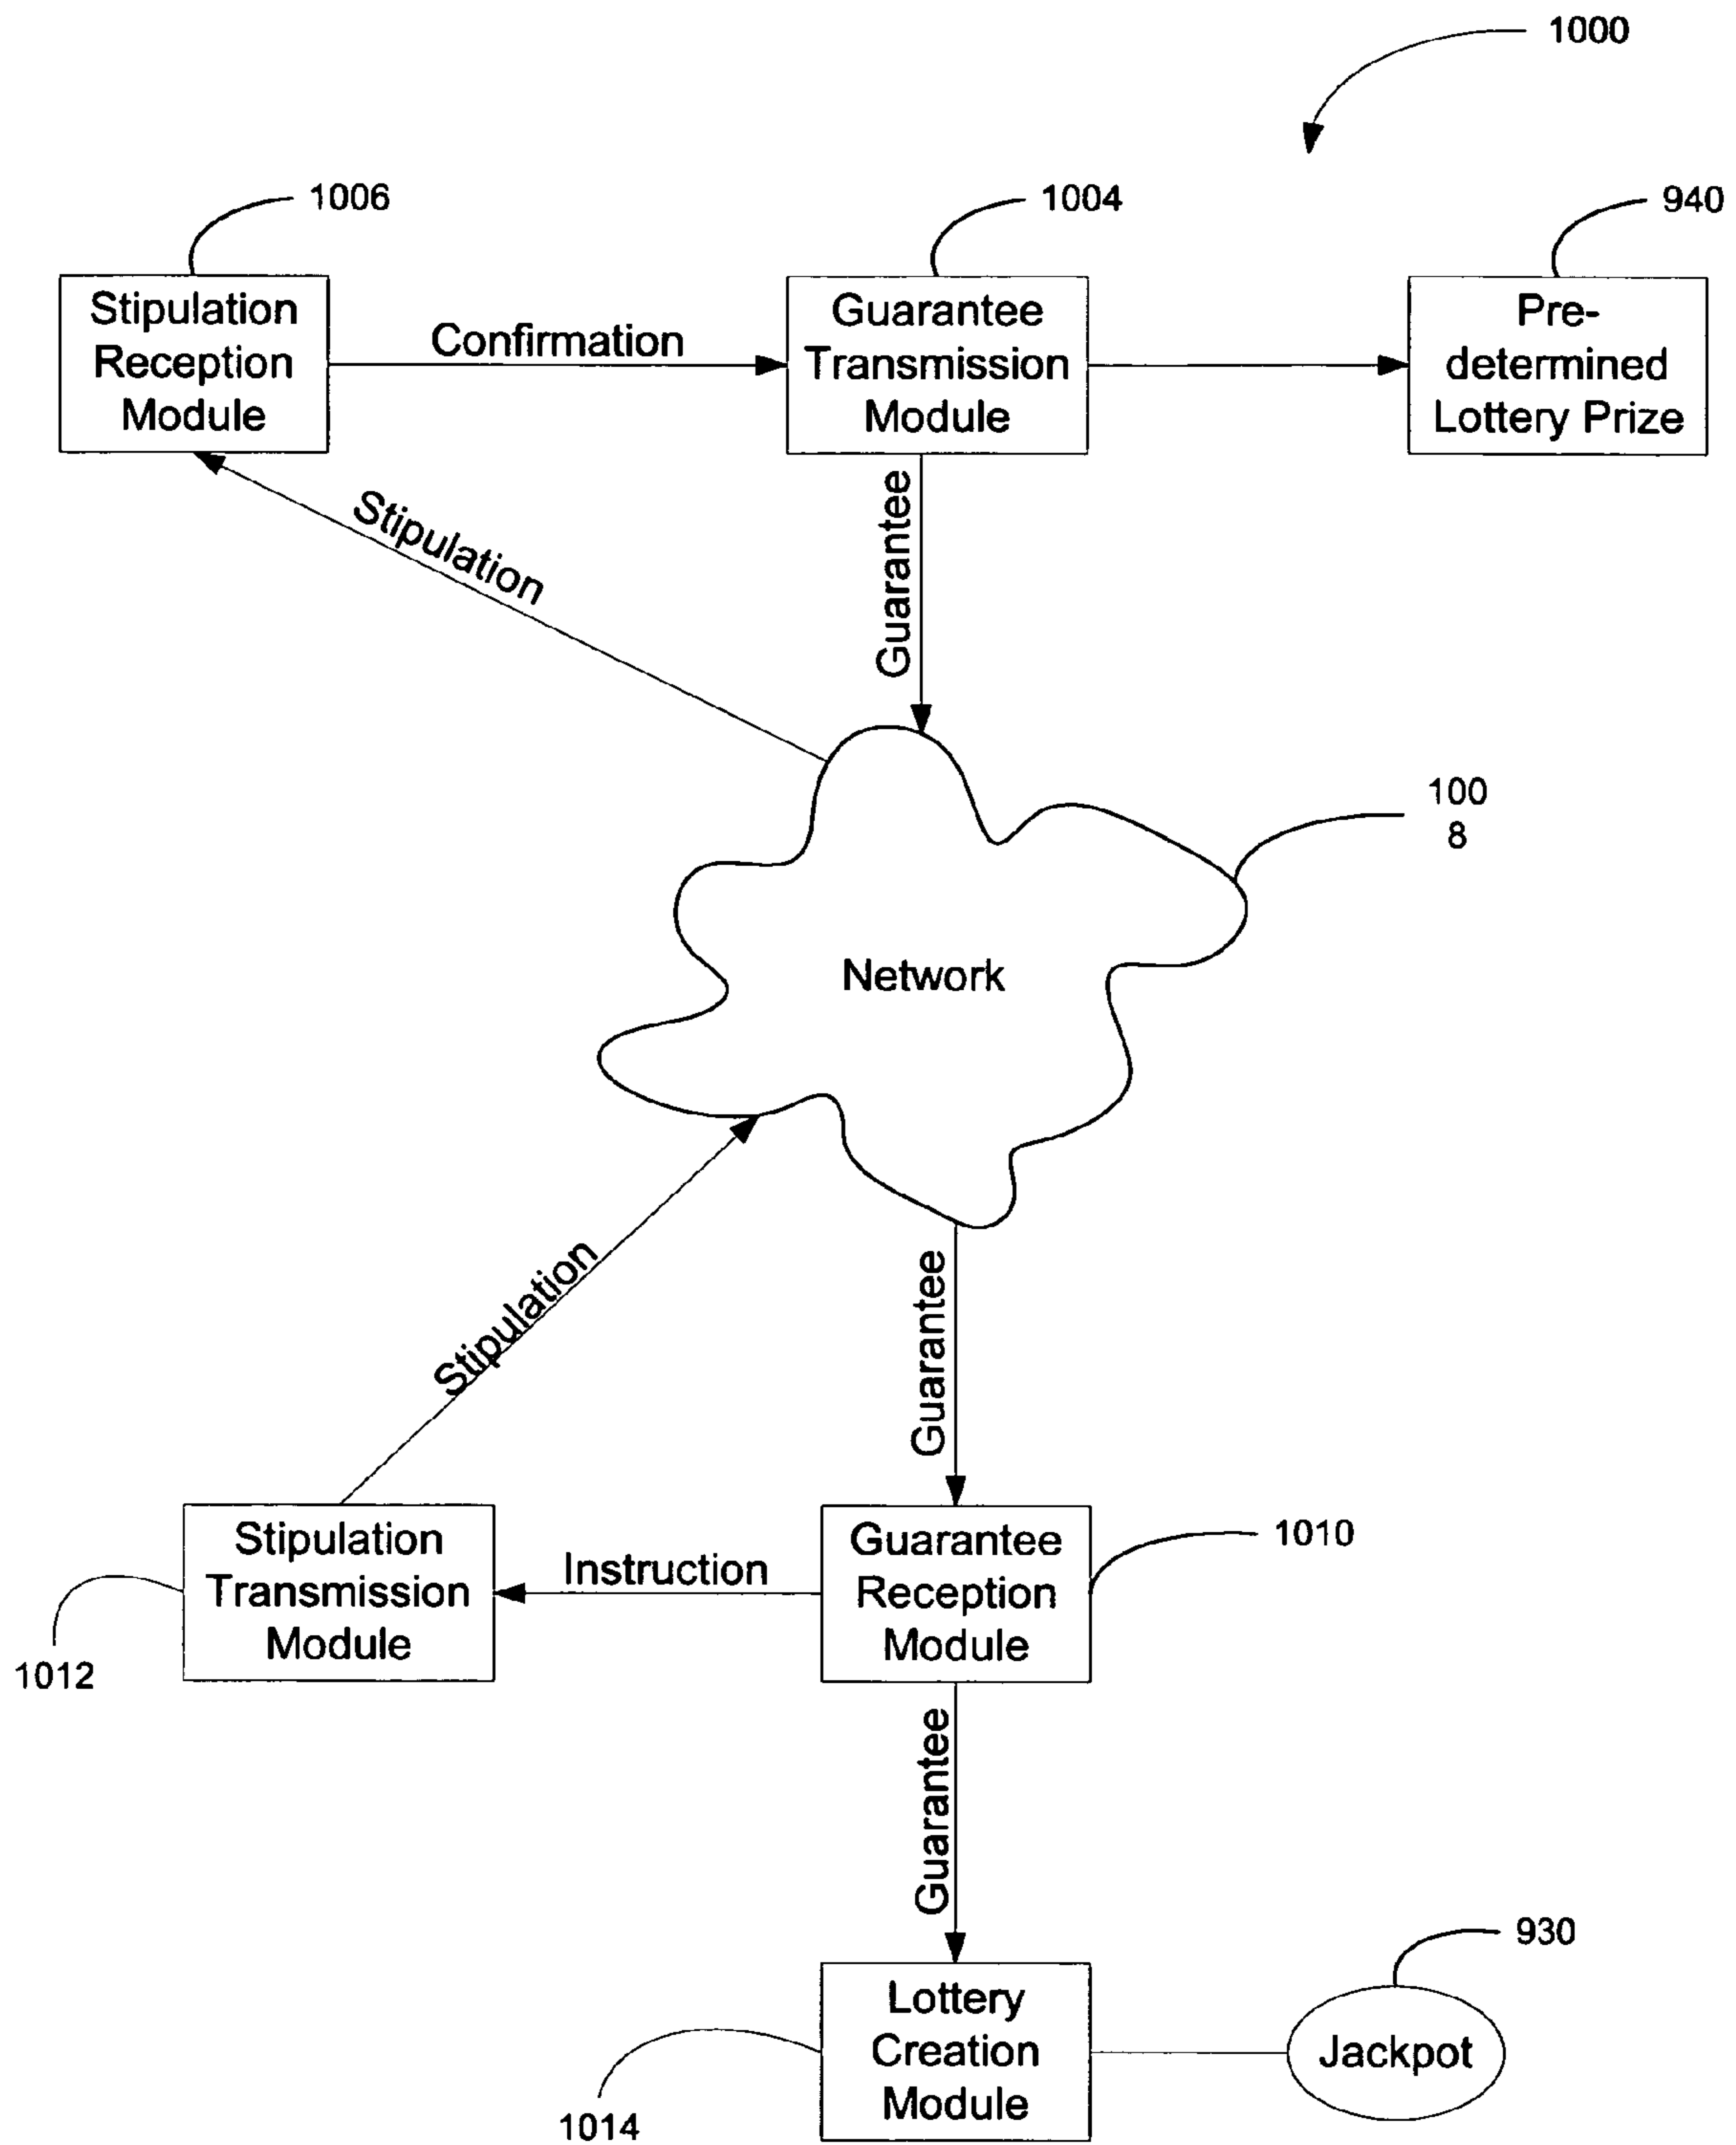 1000
1006
1004
940
Stipulation
Reception
Module
Confirmation
Guarantee
Transmission
Module
Pre-
determined
Lottery Prize
Stipulation
Guarantee
100
8
Network
Stipulation
Guarantee
Stipulation
Transmission
Module
Instruction
Guarantee
Reception
Module
1010
1012
Guarantee
930
Lottery
Creation
Module
Jackpot
1014